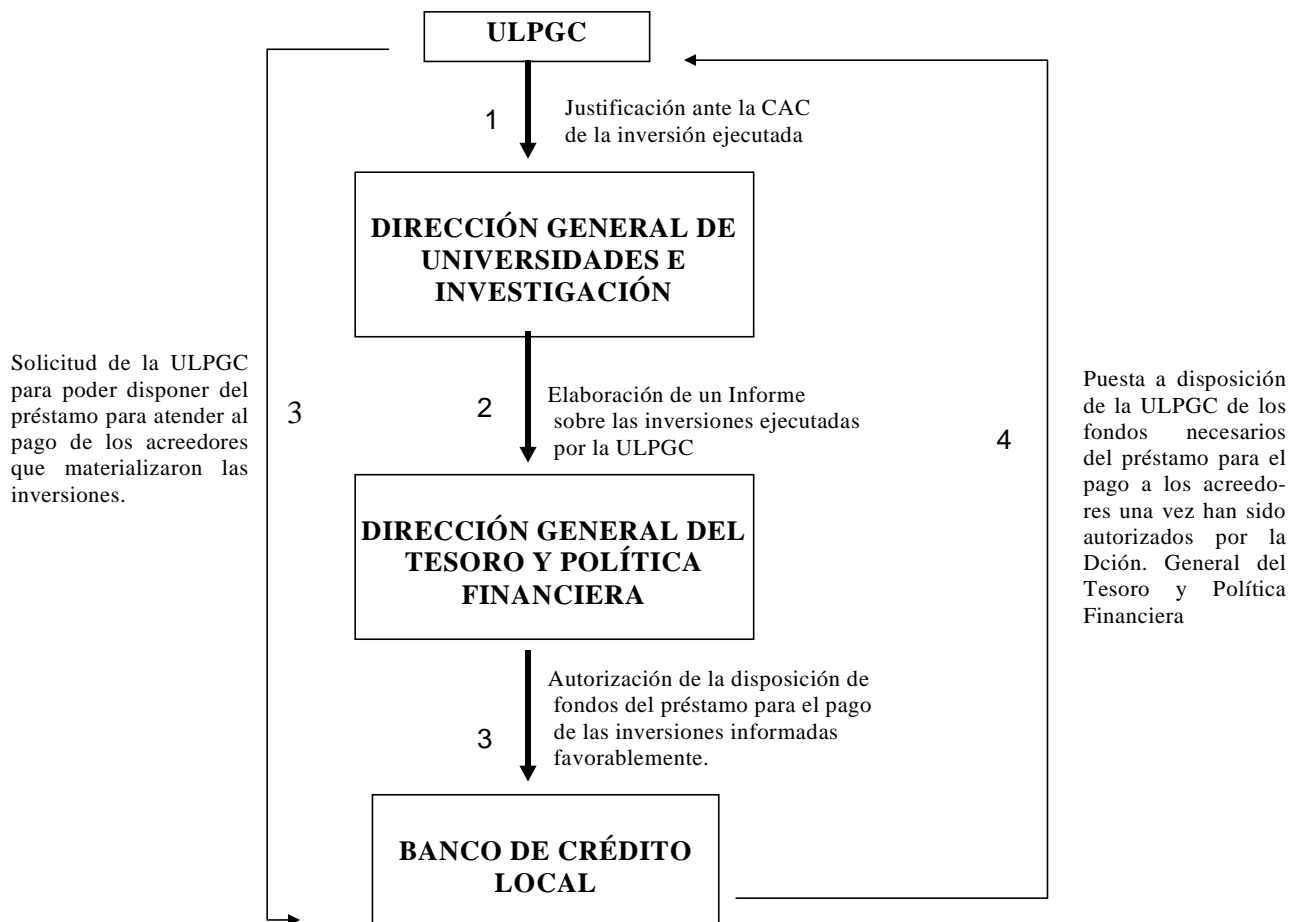 ULPGC
1
Justificación ante la CAC
de la inversión ejecutada
DIRECCIÓN GENERAL DE
UNIVERSIDADES E
INVESTIGACIÓN
Solicitud de la ULPGC
para poder disponer del
préstamo para atender al
pago de los acreedores
que materializaron las
inversiones.
3
2
Elaboración de un Informe
sobre las inversiones ejecutadas
por la ULPGC
4
Puesta a disposición
de la ULPGC de los
fondos necesarios
del préstamo para el
pago a los acreedo-
res una vez han sido
autorizados por la
Dción. General del
Tesoro y Política
Financiera
DIRECCIÓN GENERAL DEL
TESORO Y POLÍTICA
FINANCIERA
3
Autorización de la disposición de
fondos del préstamo para el pago
de las inversiones informadas
favorablemente.
BANCO DE CRÉDITO
LOCAL